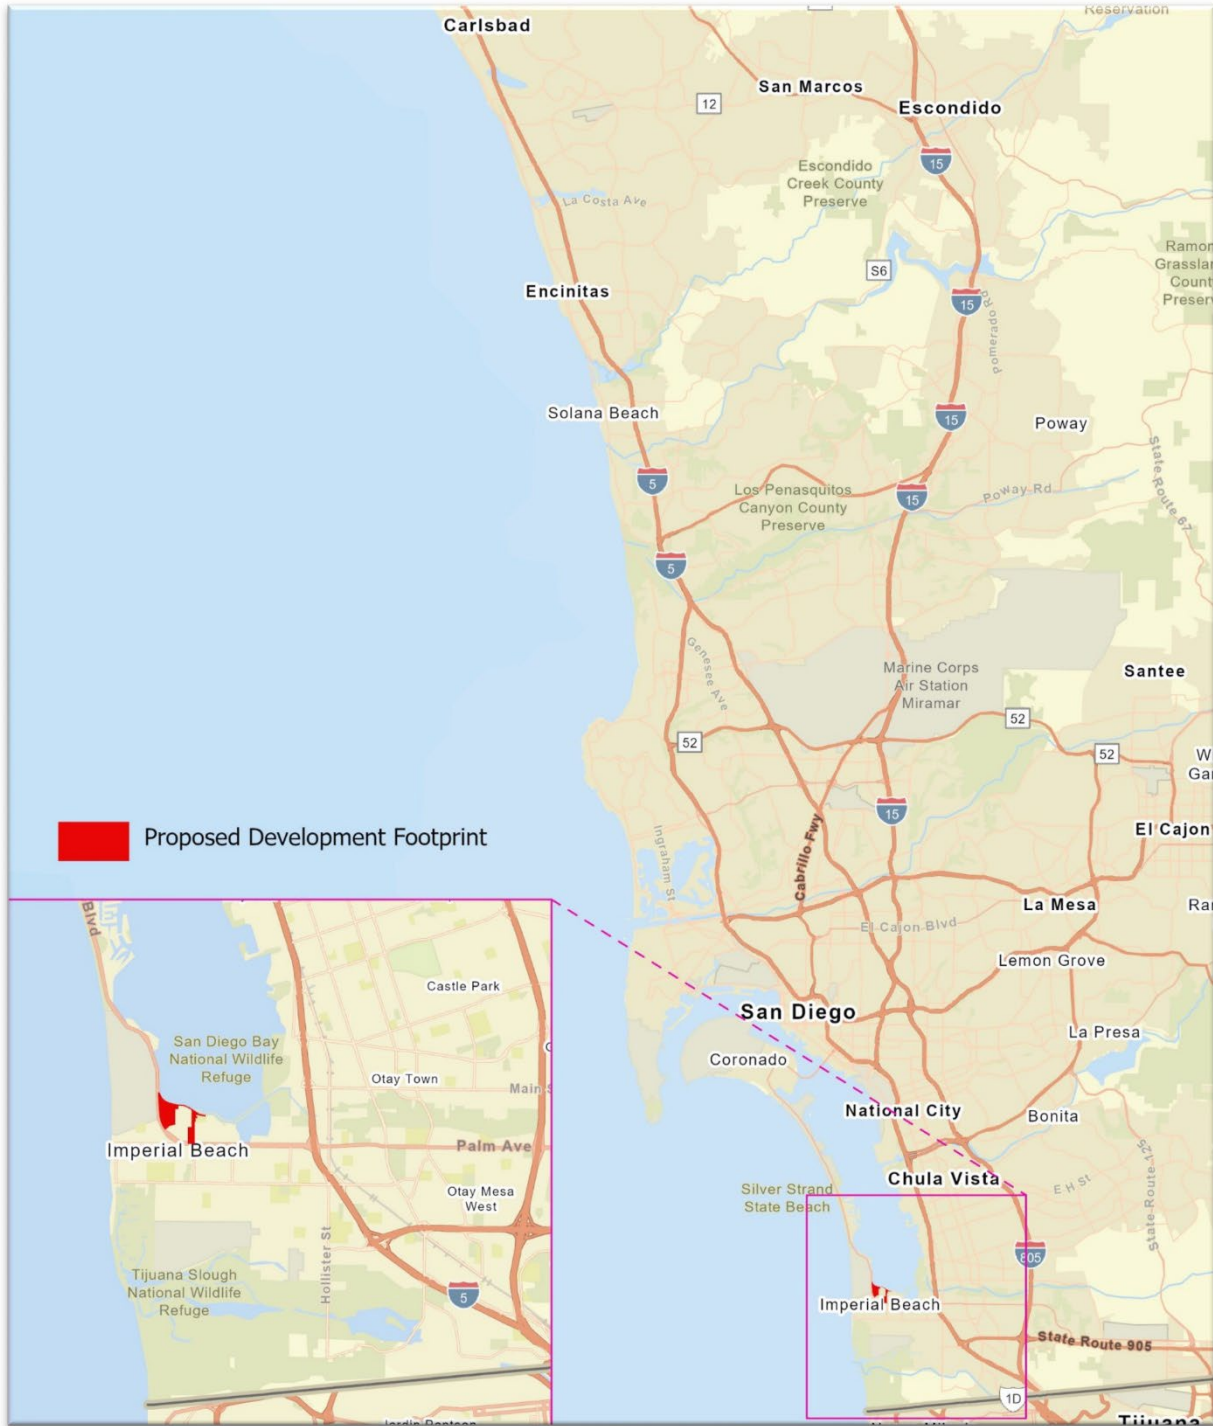 Reservation
Carlsbad
San Marcos
12
Escondido
15
Escondido
Creek County
Preserve
La Costa Ave
S6
Encinitas
15
Pomerado Rd
Solana Beach
15
Poway
State Route 67
5
Los Penasquitos
Canyon County
Preserve
15
Poway Rd
5
Genesee Ave
Marine Corps
Air Station
Miramar
Santee
52
52
52
15
Proposed Development Footprint
Ingraham St
Cabrillo Fwy
El Cajon
La Mesa
El Cajon Blvd
Lemon Grove
San Diego
La Presa
Coronado
National City
Bonita
Chula Vista
E H St
State Route 125
Silver Strand
State Beach
805
Imperial Beach
State Route 905
1D
Tijuana
Blvd
Castle Park
San Diego Bay
National Wildlife
Refuge
Otay Town
Main S
Imperial Beach
Palm Ave
Otay Mesa
West
Hollister St
Tijuana Slough
National Wildlife
Refuge
5